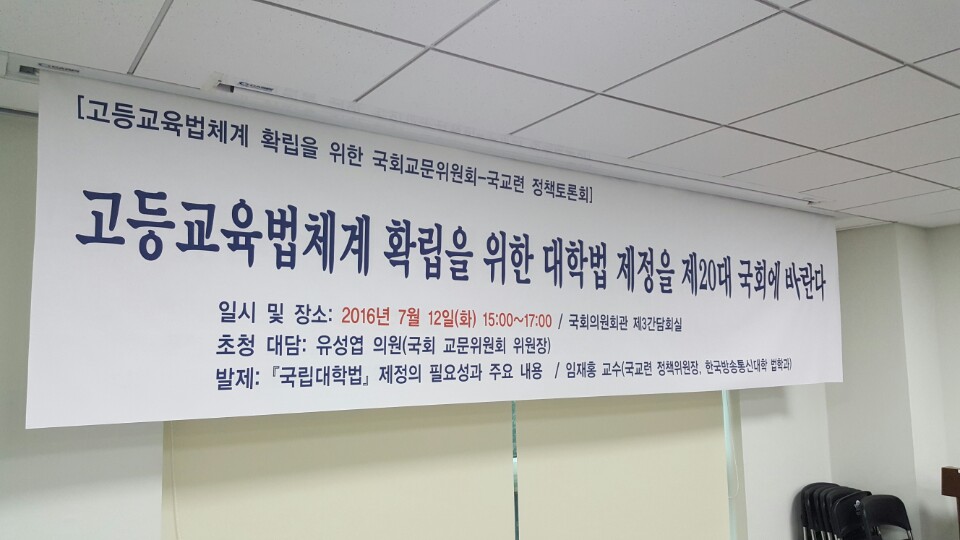 [고등교육법체계 확립을 위한 국회교문위원회-국교련 정책토론회]
고등교육법체계 확립을 위한 대학법 제정을 제20대 국회에 바란다
일시 및 장소: 2016년 7월 12일(화) 15:00~17:00 / 국회의원회관 제3간담회실
초청 대담: 유성엽 의원(국회 교문위원회 위원장)
발제: 『국립대학법』 제정의 필요성과 주요 내용 / 임재홍 교수(국교련 정책위원장, 한국방송통신대학 법학과)